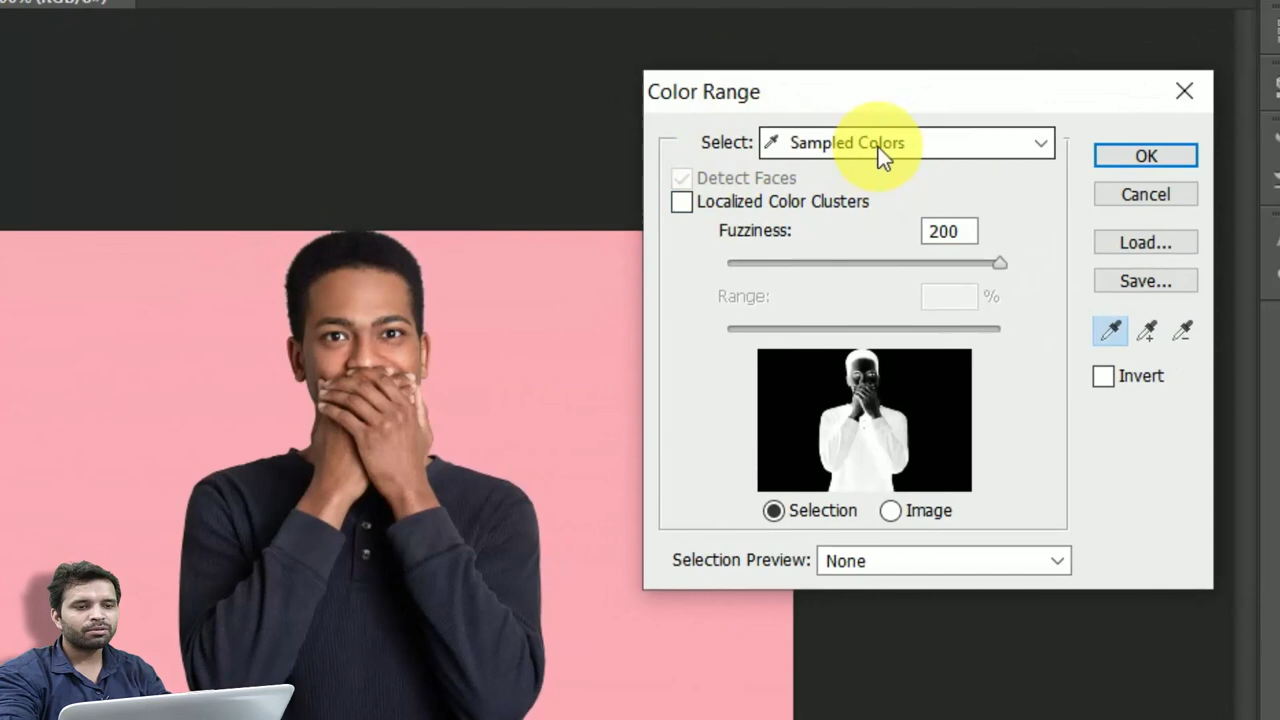 Color Range
Select: Sampled Colors
Detect Faces
Localized Color Clusters
Fuzziness: 200
Range: %
Selection Image
Selection Preview: None
OK
Cancel
Load...
Save...
Invert